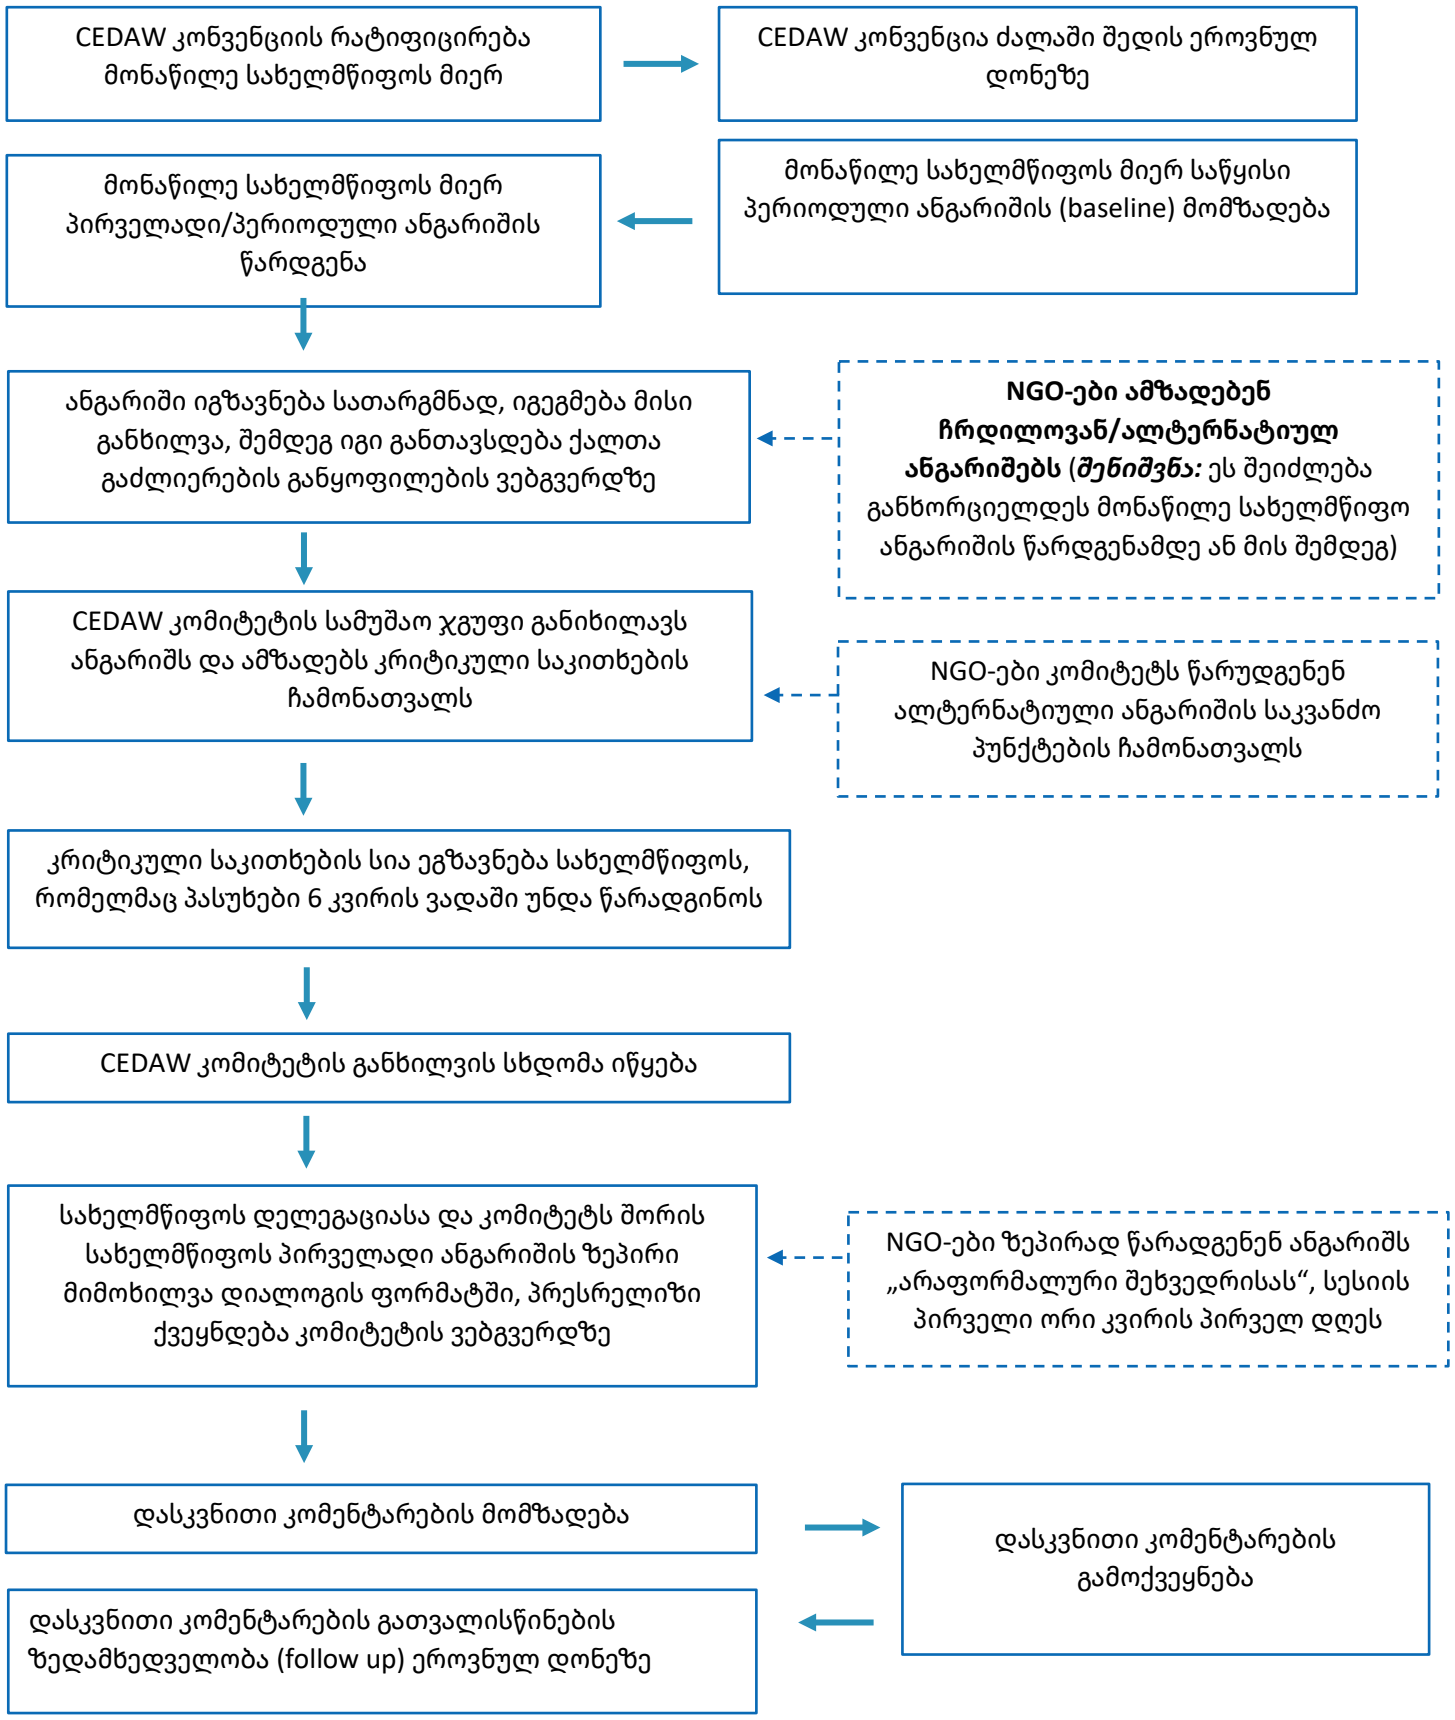 CEDAW კონვენციის რატიფიცირება
მონაწილე სახელმწიფოს მიერ
CEDAW კონვენცია ძალაში შედის ეროვნულ
დონეზე
მონაწილე სახელმწიფოს მიერ საწყისი
პერიოდული ანგარიშის (baseline) მომზადება
მონაწილე სახელმწიფოს მიერ
პირველადი/პერიოდული ანგარიშის
წარდგენა
ანგარიში იგზავნება სათარგმნად, იგეგმება მისი
განხილვა, შემდეგ იგი განთავსდება ქალთა
გაძლიერების განყოფილების ვებგვერდზე
NGO-ები ამზადებენ
ჩრდილოვან/ალტერნატიულ
ანგარიშებს (შენიშვნა: ეს შეიძლება
განხორციელდეს მონაწილე სახელმწიფო
ანგარიშის წარდგენამდე ან მის შემდეგ)
CEDAW კომიტეტის სამუშაო ჯგუფი განიხილავს
ანგარიშს და ამზადებს კრიტიკული საკითხების
ჩამონათვალს
NGO-ები კომიტეტს წარუდგენენ
ალტერნატიული ანგარიშის საკვანძო
პუნქტების ჩამონათვალს
კრიტიკული საკითხების სია ეგზავნება სახელმწიფოს,
რომელმაც პასუხები 6 კვირის ვადაში უნდა წარადგინოს
CEDAW კომიტეტის განხილვის სხდომა იწყება
სახელმწიფოს დელეგაციასა და კომიტეტს შორის
სახელმწიფოს პირველადი ანგარიშის ზეპირი
მიმოხილვა დიალოგის ფორმატში, პრესრელიზი
ქვეყნდება კომიტეტის ვებგვერდზე
NGO-ები ზეპირად წარადგენენ ანგარიშს
„არაფორმალური შეხვედრისას“, სესიის
პირველი ორი კვირის პირველ დღეს
დასკვნითი კომენტარების მომზადება
დასკვნითი კომენტარების
გამოქვეყნება
დასკვნითი კომენტარების გათვალისწინების
ზედამხედველობა (follow up) ეროვნულ დონეზე